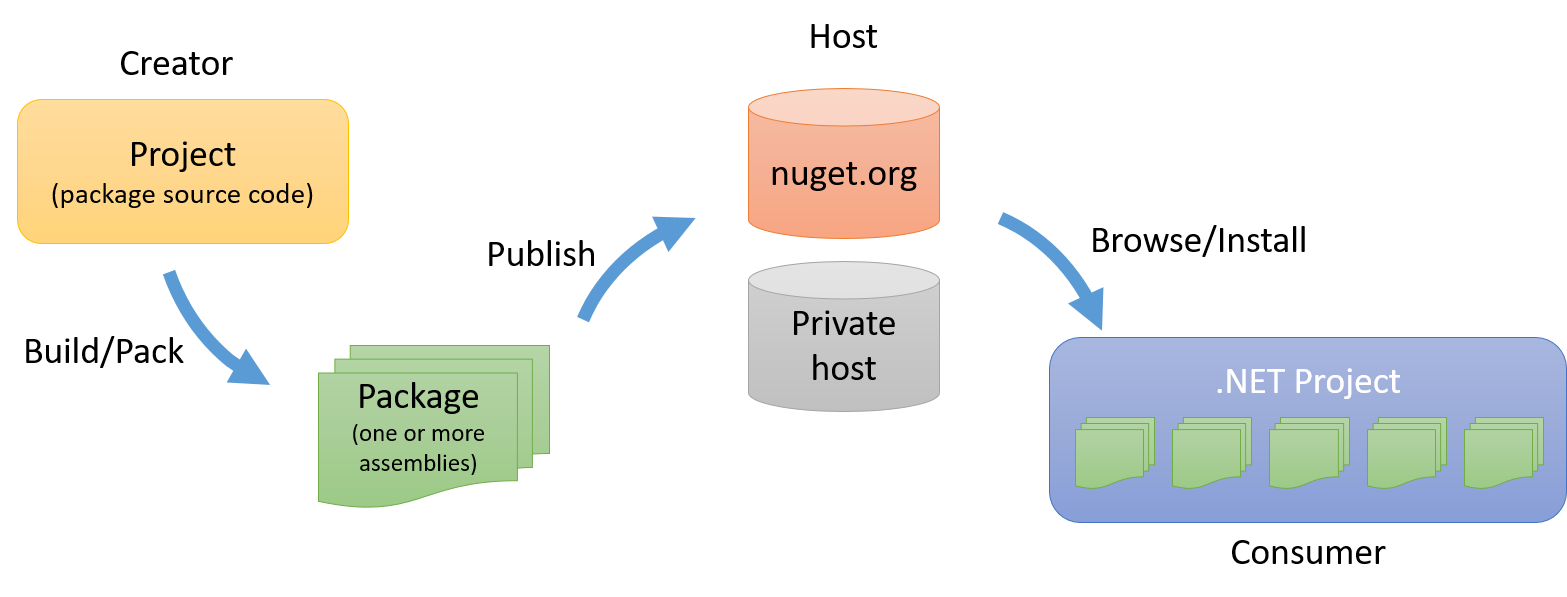 Creator
Project
(package source code)
Build/Pack
Package
(one or more
assemblies)
Publish
Host
nuget.org
Private
host
Browse/Install
.NET Project
Consumer